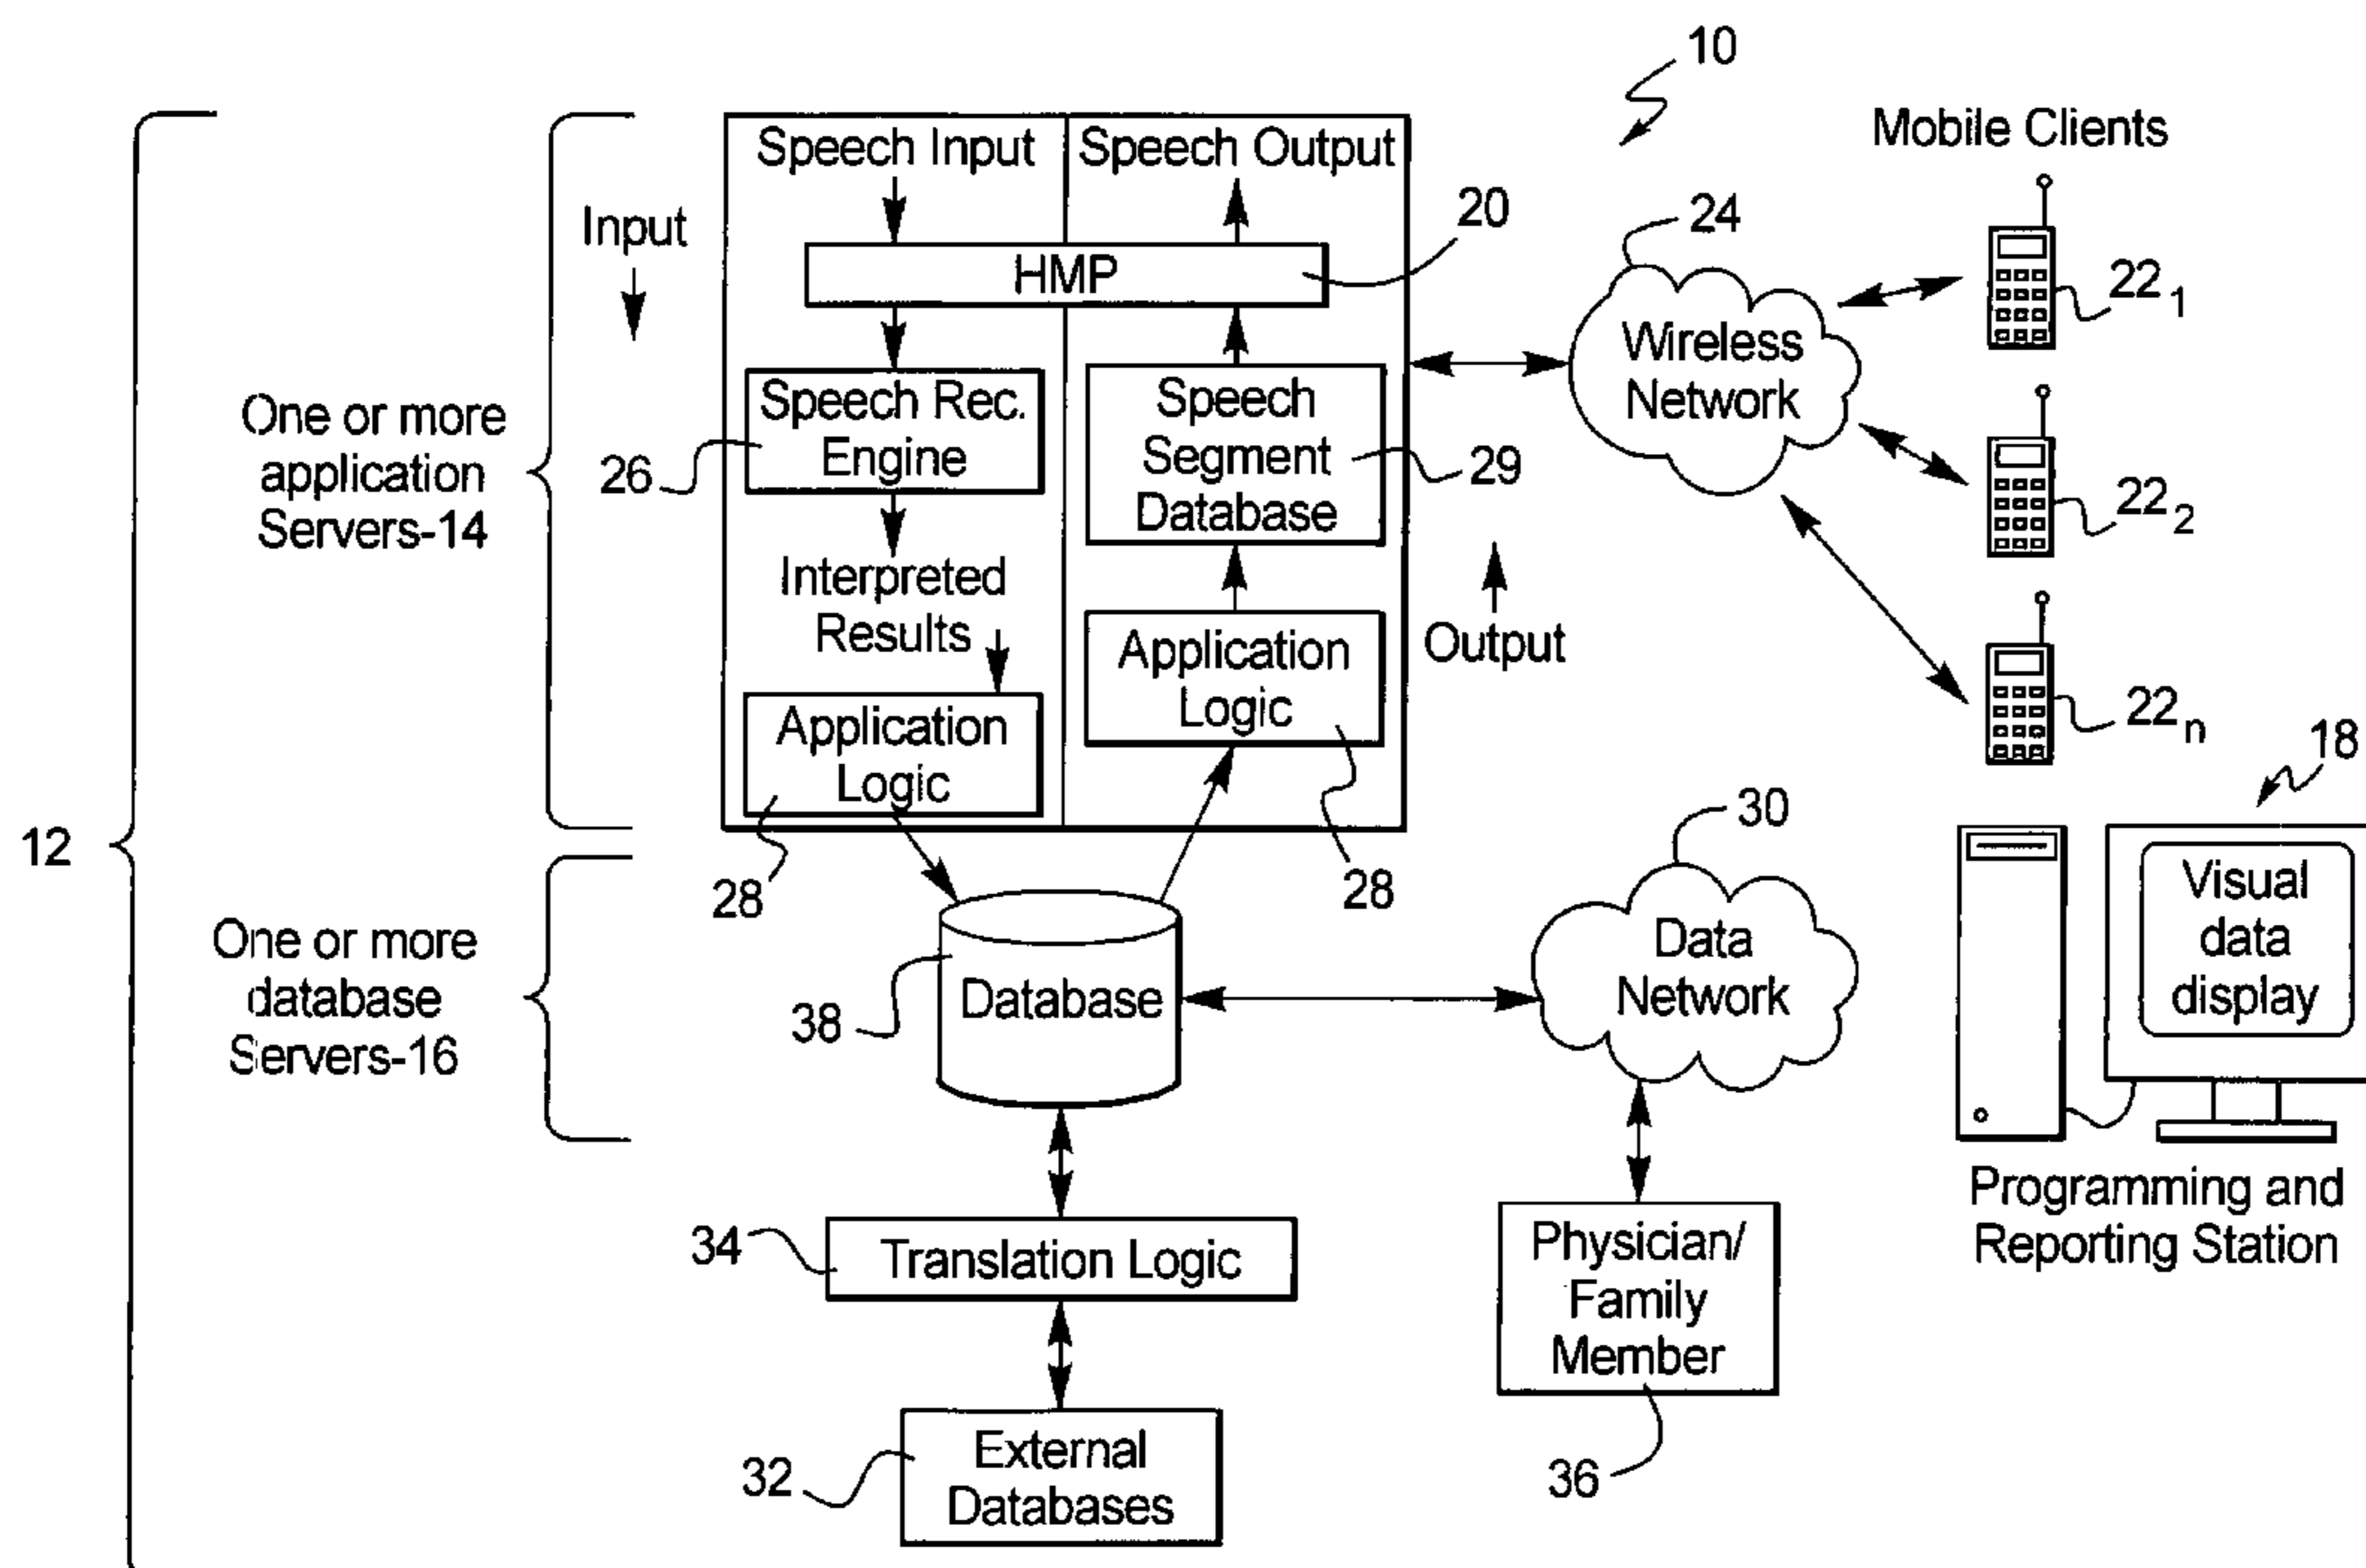 10
Mobile Clients
Speech Input
Speech Output
Input
HMP
20
24
22 1
Wireless
Network
Speech Rec.
Engine
26
Speech
Segment
Database
29
22 2
One or more
application
Servers-14
Interpreted
Results
Application
Logic
Output
22 n
Application
Logic
18
12
28
28
30
Visual
data
display
One or more
database
Servers-16
38
Database
Data
Network
Programming and
Reporting Station
34
Translation Logic
Physician/
Family
Member
32
External
Databases
36